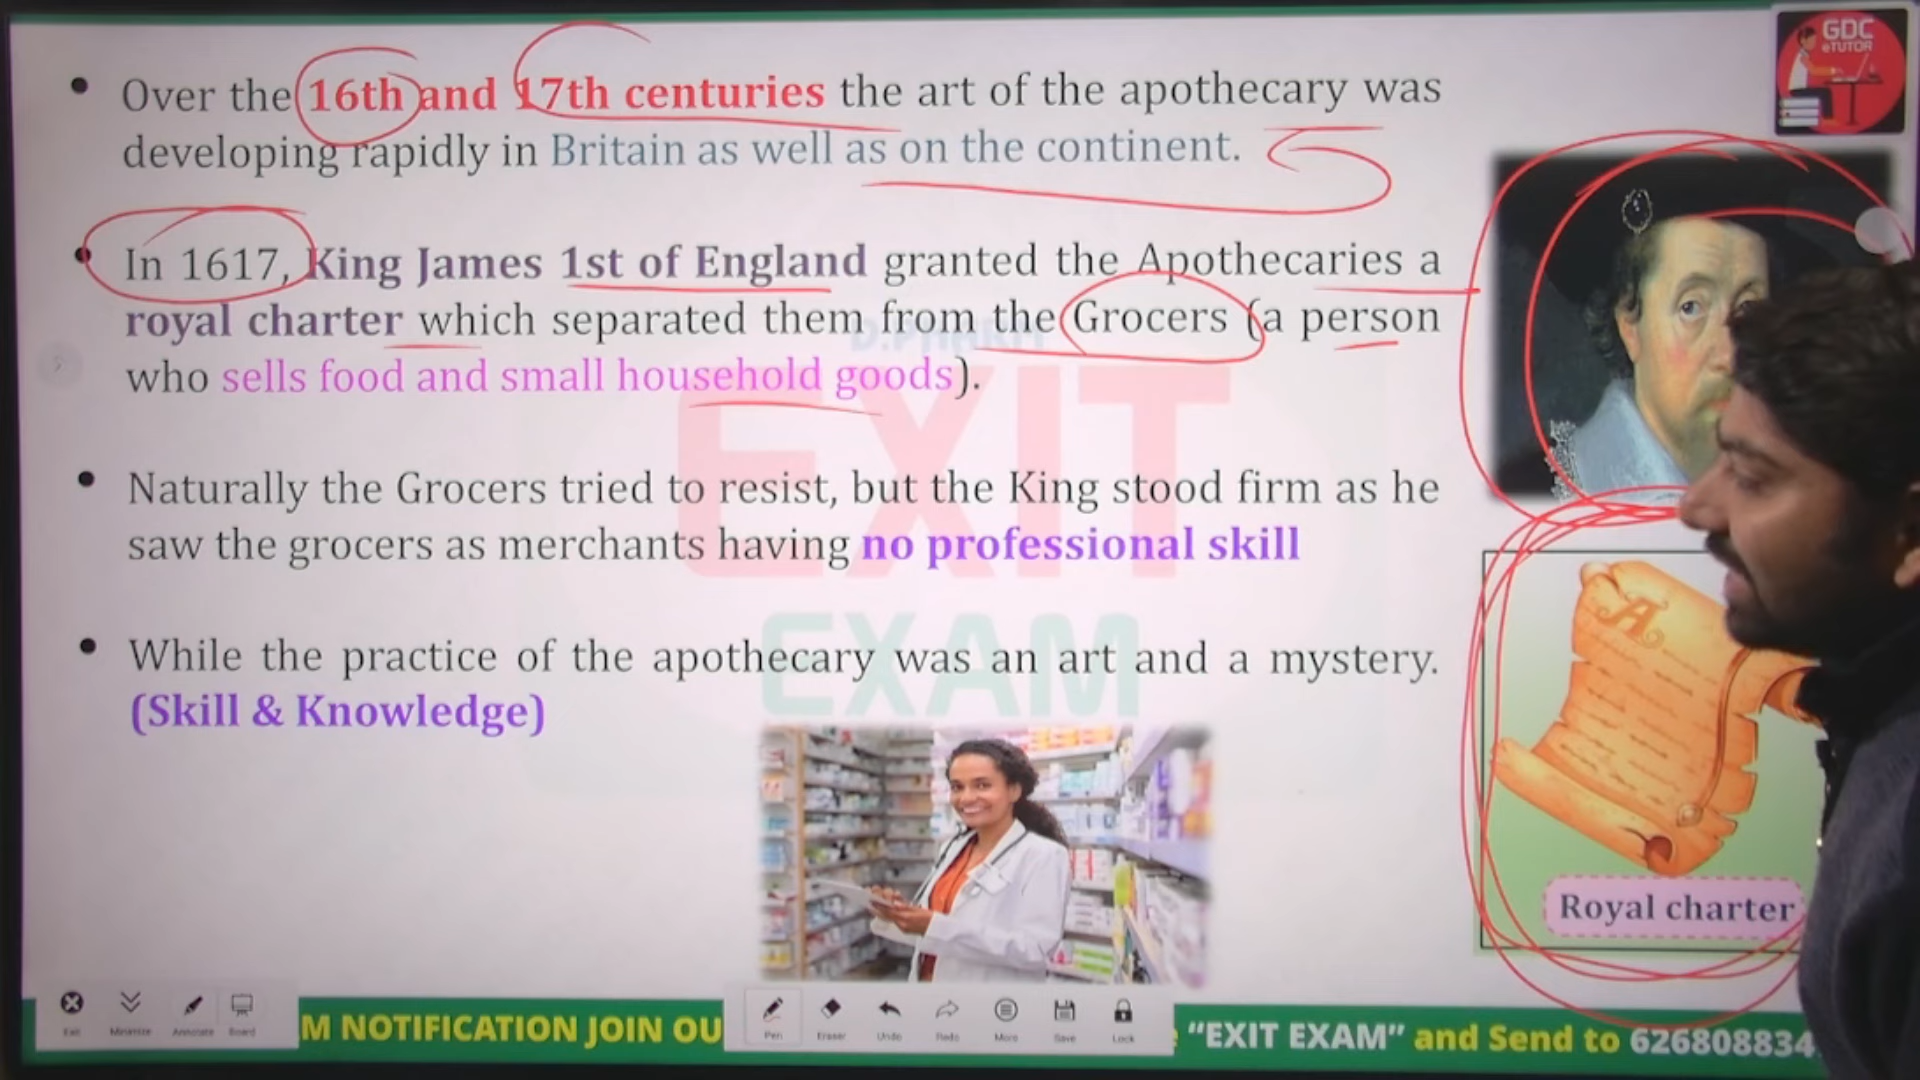 GDC
eTUTOR
• Over the 16th and 17th centuries the art of the apothecary was
developing rapidly in Britain as well as on the continent.
• In 1617, King James 1st of England granted the Apothecaries a
royal charter which separated them from the Grocers (a person
who sells food and small household goods).
• Naturally the Grocers tried to resist, but the King stood firm as he
saw the grocers as merchants having no professional skill
• While the practice of the apothecary was an art and a mystery.
(Skill & Knowledge)
D.PHARM
EXIT
EXAM
Royal charter
Exit Minimize Annotate Board
Pen Eraser Undo Redo More Save Lock
M NOTIFICATION JOIN OU
"EXIT EXAM" and Send to 626808834